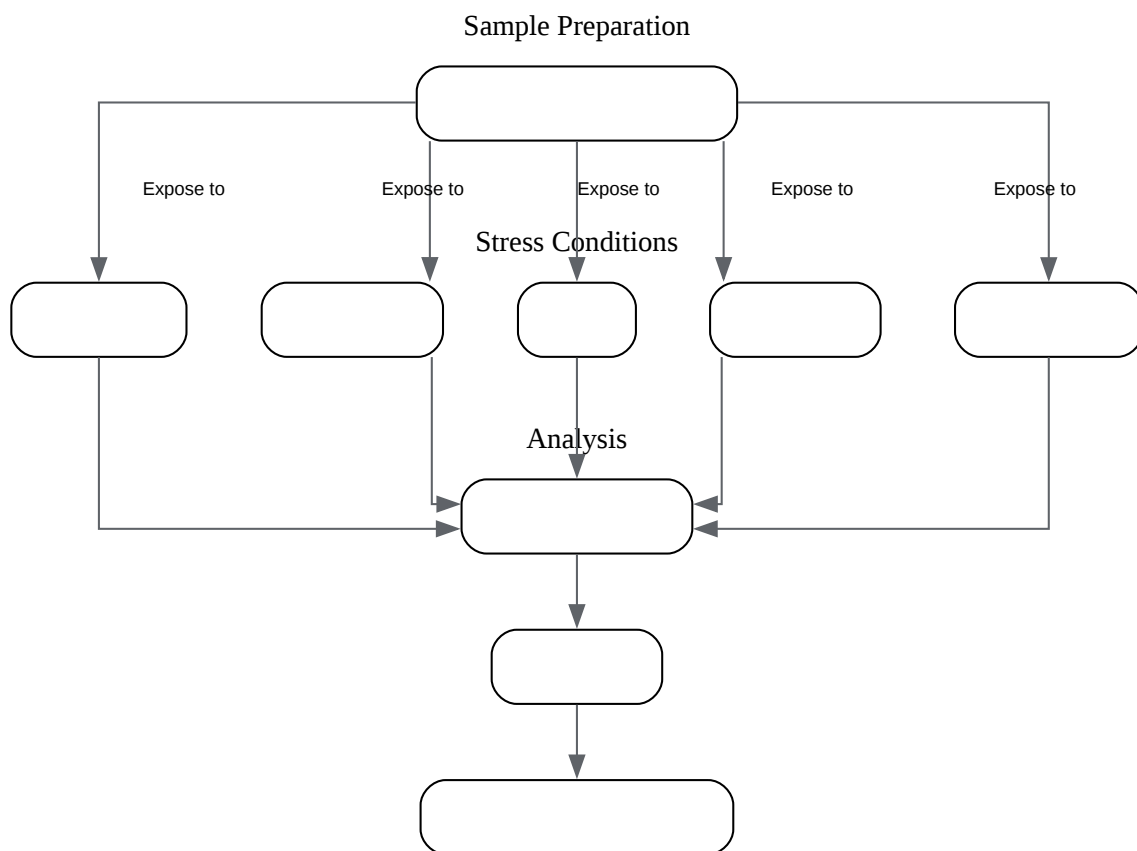 Sample Preparation
Expose to Expose to Expose to Expose to Expose to
Stress Conditions
Analysis